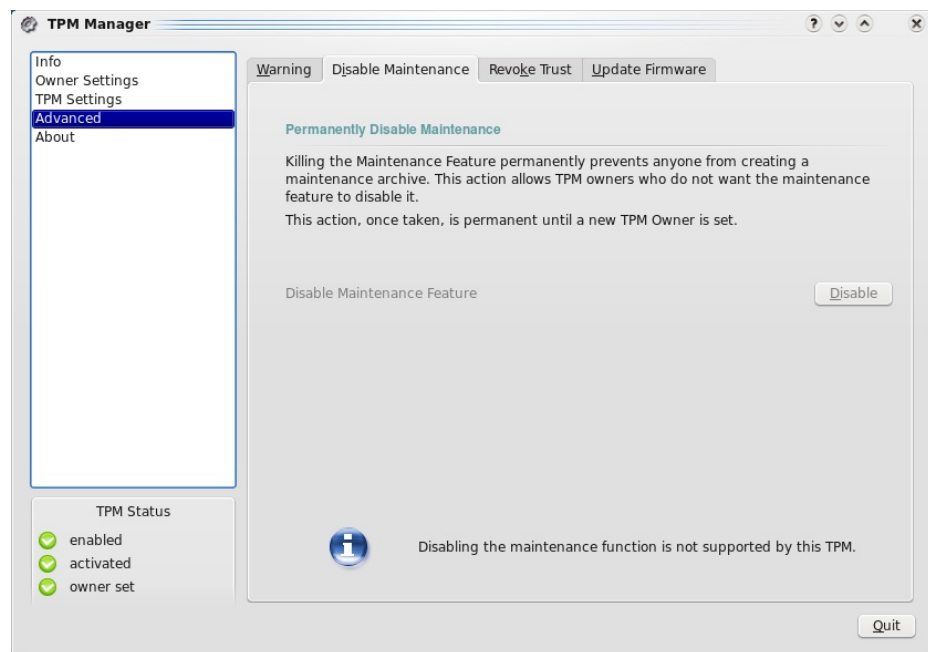 TPM Manager
Info
Owner Settings
TPM Settings
Advanced
About
Warning Disable Maintenance Revoke Trust Update Firmware
Permanently Disable Maintenance
Killing the Maintenance Feature permanently prevents anyone from creating a
maintenance archive. This action allows TPM owners who do not want the maintenance
feature to disable it.
This action, once taken, is permanent until a new TPM Owner is set.
Disable Maintenance Feature Disable
TPM Status
enabled
activated
owner set
Disabling the maintenance function is not supported by this TPM.
Quit